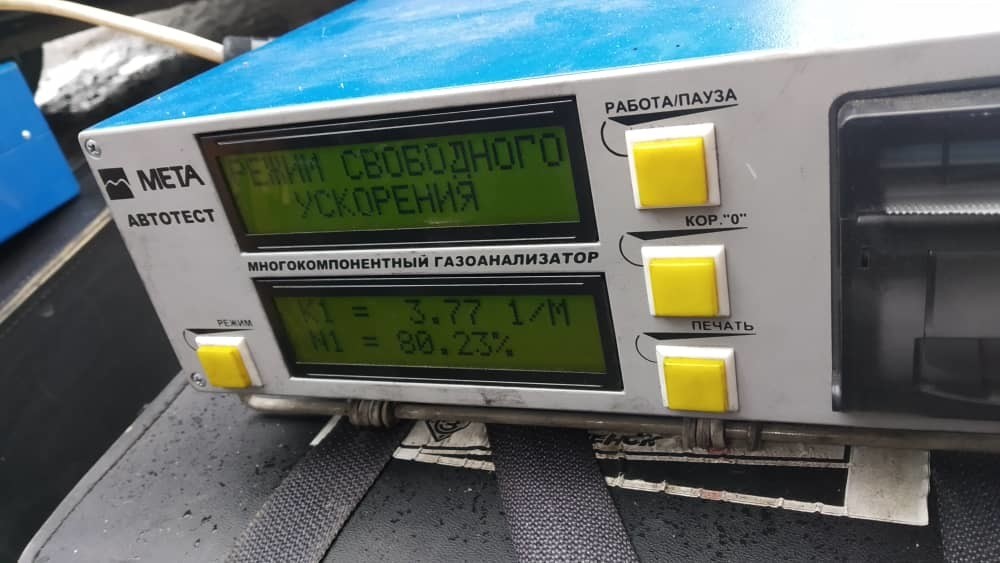 РАБОТА/ПАУЗА
РЕЖИМ СВОБОДНОГО
УСКОРЕНИЯ
МЕТА
АВТОТЕСТ
КОР."0"
МНОГОКОМПОНЕНТНЫЙ ГАЗОАНАЛИЗАТОР
K1 = 3.77 1/М
N1 = 80.23%
РЕЖИМ
ПЕЧАТЬ